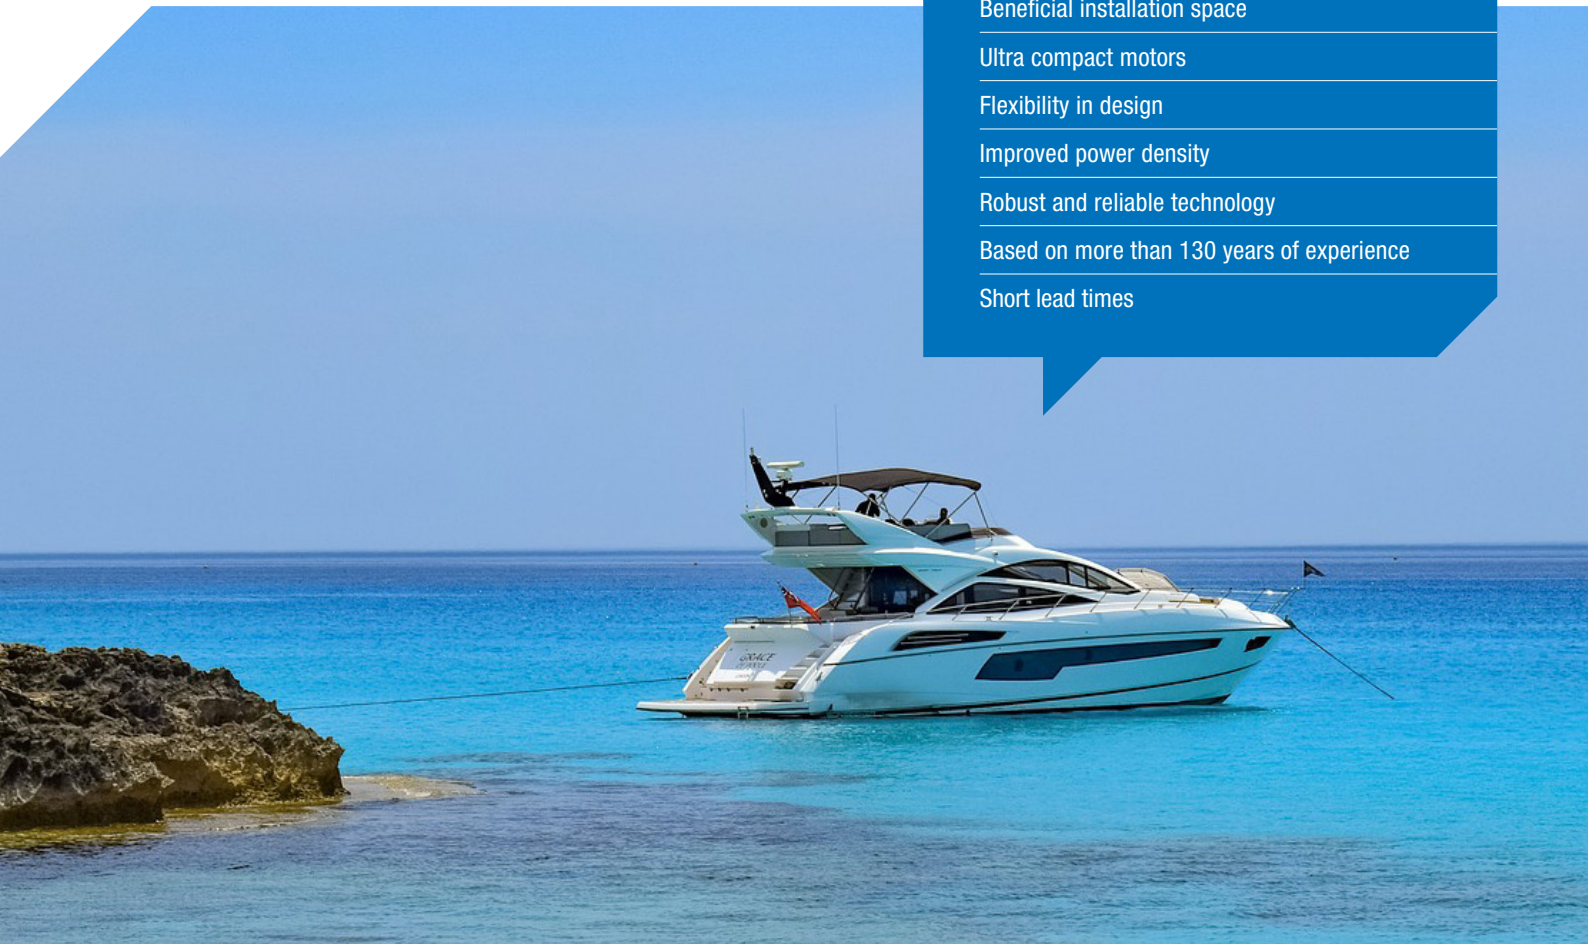 Beneficial installation space
Ultra compact motors
Flexibility in design
Improved power density
Robust and reliable technology
Based on more than 130 years of experience
Short lead times
GRACE